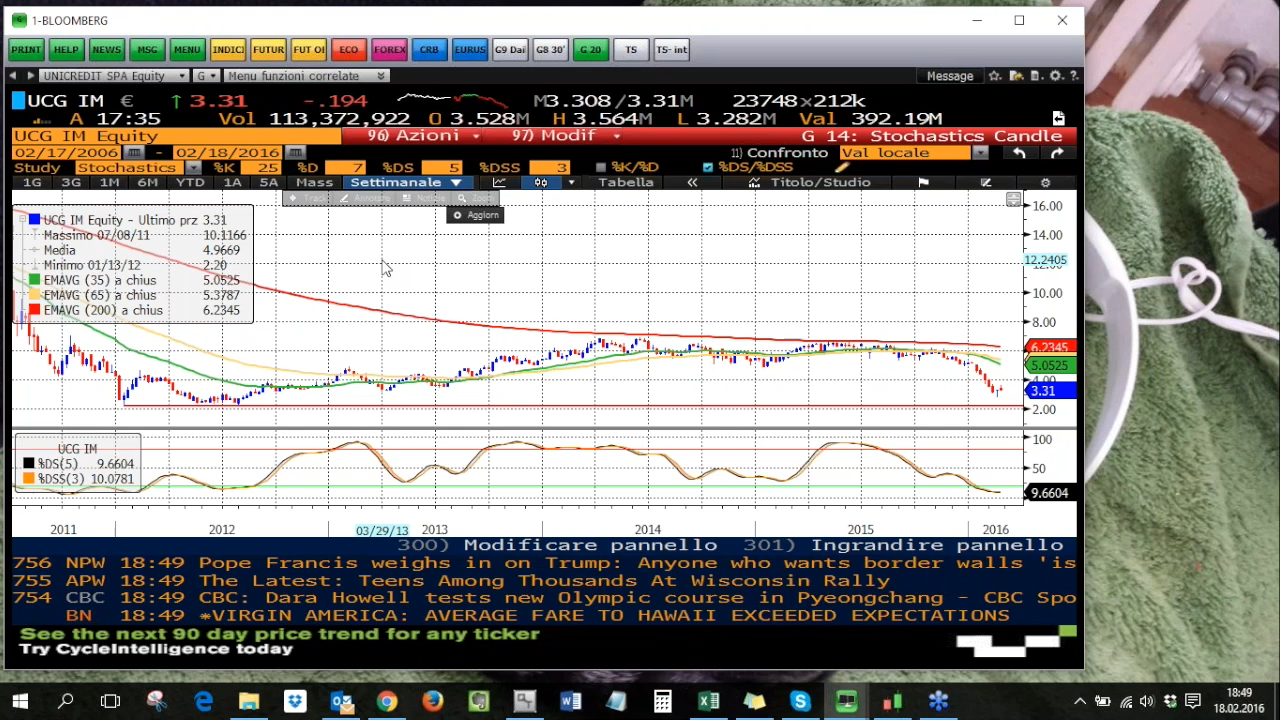 1-BLOOMBERG
PRINT HELP NEWS MSG MENU INDICI FUTUR FUT OI ECO FOREX CRB EURUS G9 Dai G8 30' G 20 TS TS- int
UNICREDIT SPA Equity G Menu funzioni correlate Message
UCG IM € ↑ 3.31 -.194 M3.308/3.31M 23748x212k
A 17:35 Vol 113,372,922 O 3.528M H 3.564M L 3.282M Val 392.19M
UCG IM Equity 96) Azioni 97) Modif G 14: Stochastics Candle
02/17/2006 - 02/18/2016 11) Confronto Val locale
Study Stochastics %K 25 %D 7 %DS 5 %DSS 3 %K/%D %DS/%DSS
1G 3G 1M 6M YTD 1A 5A Mass Settimanale Tabella « Titolo/Studio
Aggiorn
UCG IM Equity - Ultimo prz 3.31
Massimo 07/08/11 10.1166
Media 4.9669
Minimo 01/13/12 2.20
EMAVG (35) a chius 5.0525
EMAVG (65) a chius 5.3787
EMAVG (200) a chius 6.2345
16.00
14.00
12.2405
12.00
10.00
8.00
6.2345
5.0525
4.00
3.31
2.00
UCG IM
%DS(5) 9.6604
%DSS(3) 10.0781
100
50
9.6604
2011 2012 03/29/13 2013 2014 2015 2016
300) Modificare pannello 301) Ingrandire pannello
756 NPW 18:49 Pope Francis weighs in on Trump: Anyone who wants border walls 'is
755 APW 18:49 The Latest: Teens Among Thousands At Wisconsin Rally
754 CBC 18:49 CBC: Dara Howell tests new Olympic course in Pyeongchang - CBC Spo
BN 18:49 *VIRGIN AMERICA: AVERAGE FARE TO HAWAII EXCEEDED EXPECTATIONS
See the next 90 day price trend for any ticker
Try CycleIntelligence today
18:49
18.02.2016